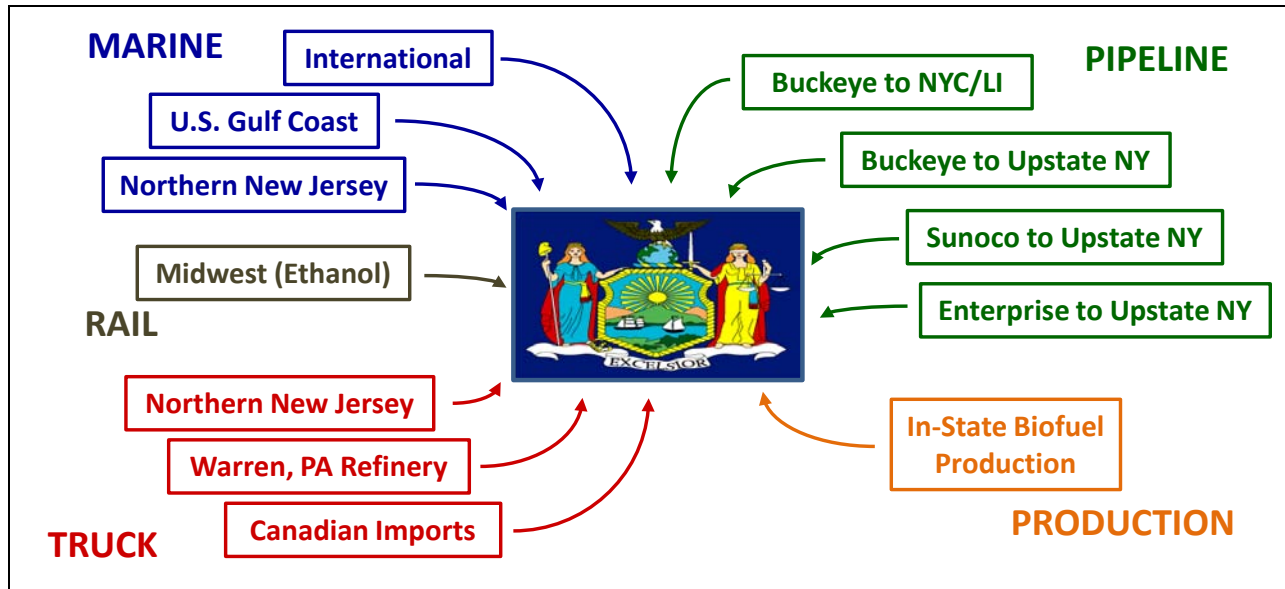 MARINE
International
U.S. Gulf Coast
Northern New Jersey
Midwest (Ethanol)
RAIL
Northern New Jersey
Warren, PA Refinery
Canadian Imports
TRUCK
PIPELINE
Buckeye to NYC/LI
Buckeye to Upstate NY
Sunoco to Upstate NY
Enterprise to Upstate NY
In-State Biofuel
Production
PRODUCTION
EXCELSIOR